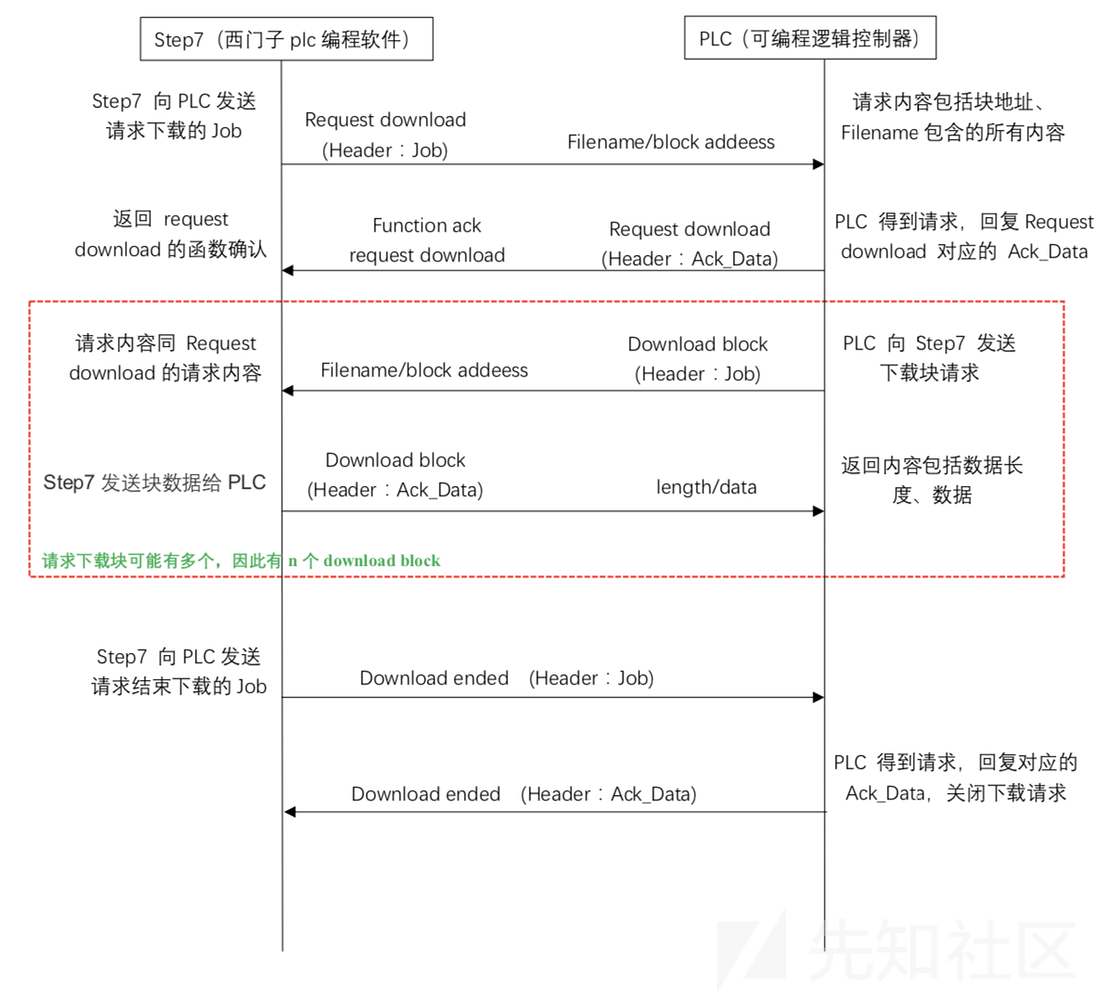 Step7（西门子 plc 编程软件）
PLC（可编程逻辑控制器）
Step7 向 PLC 发送
请求下载的 Job
Request download
(Header：Job)
Filename/block addeess
请求内容包括块地址、
Filename 包含的所有内容
返回 request
download 的函数确认
Function ack
request download
Request download
(Header：Ack_Data)
PLC 得到请求，回复 Request
download 对应的 Ack_Data
请求内容同 Request
download 的请求内容
Filename/block addeess
Download block
(Header：Job)
PLC 向 Step7 发送
下载块请求
Step7 发送块数据给 PLC
Download block
(Header：Ack_Data)
length/data
返回内容包括数据长
度、数据
请求下载块可能有多个，因此有 n 个 download block
Step7 向 PLC 发送
请求结束下载的 Job
Download ended （Header：Job)
PLC 得到请求，回复对应的
Ack_Data，关闭下载请求
Download ended （Header：Ack_Data)
先知社区